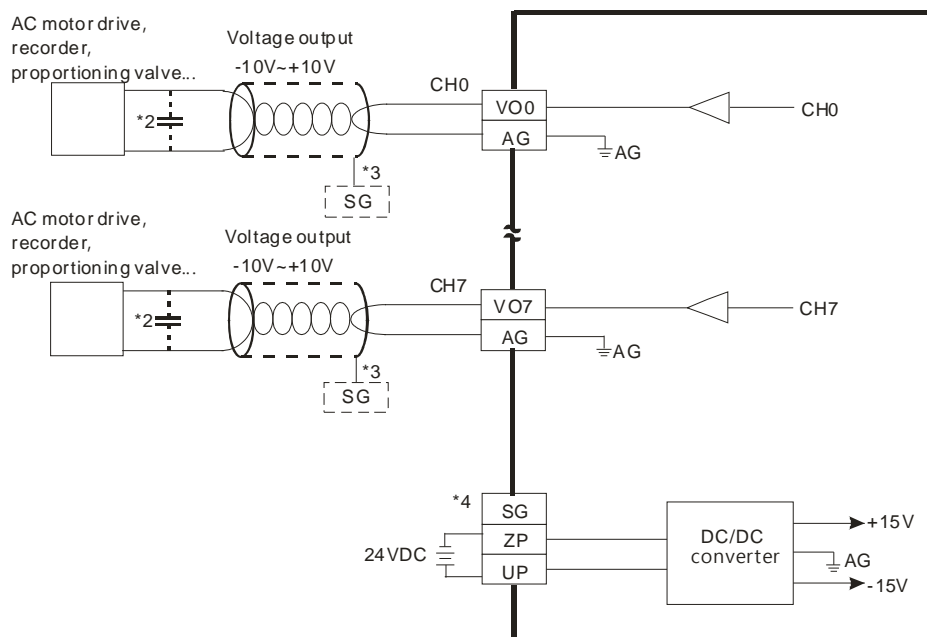 AC motor drive,
recorder,
proportioning valve...
Voltage output
-10V~+10V
CH0
VO0
CH0
*2
AG
AG
*3
SG
AC motor drive,
recorder,
proportioning valve...
Voltage output
-10V~+10V
CH7
VO7
CH7
*2
AG
AG
*3
SG
*4
SG
24VDC
ZP
UP
DC/DC
converter
+15V
AG
-15V